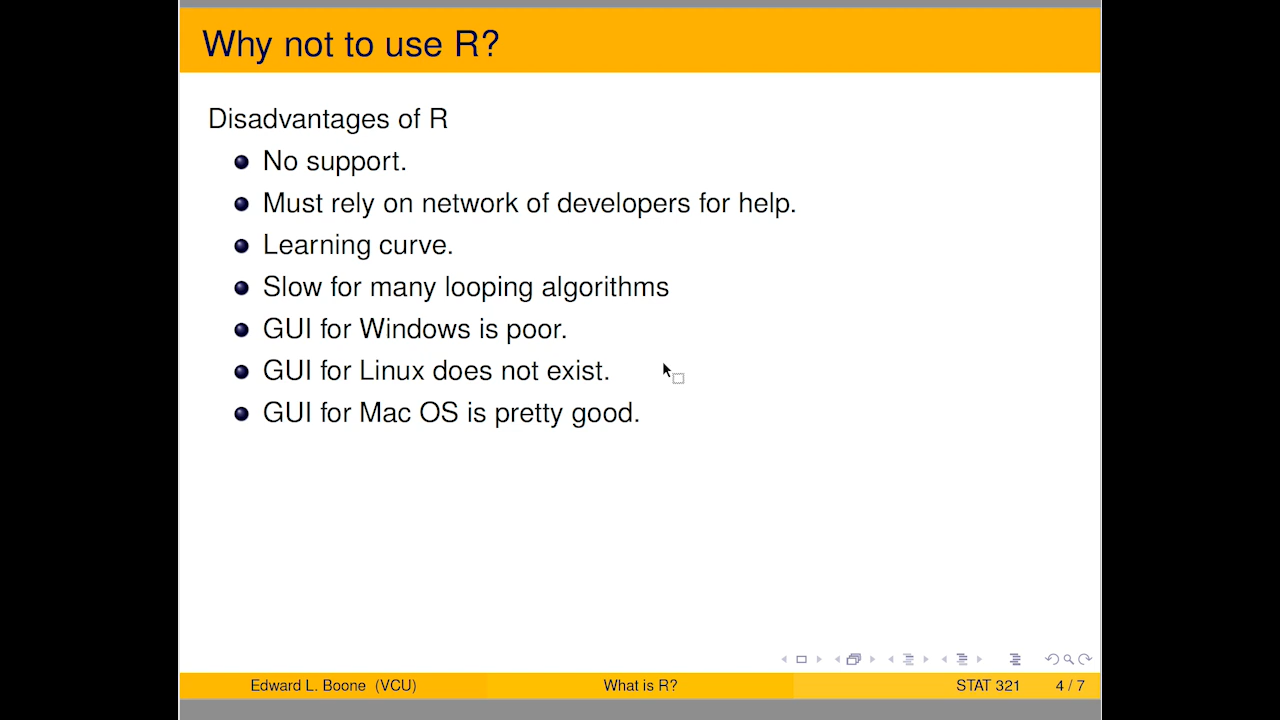 Why not to use R?
Disadvantages of R
No support.
Must rely on network of developers for help.
Learning curve.
Slow for many looping algorithms
GUI for Windows is poor.
GUI for Linux does not exist.
GUI for Mac OS is pretty good.
Edward L. Boone (VCU) What is R? STAT 321 4 / 7